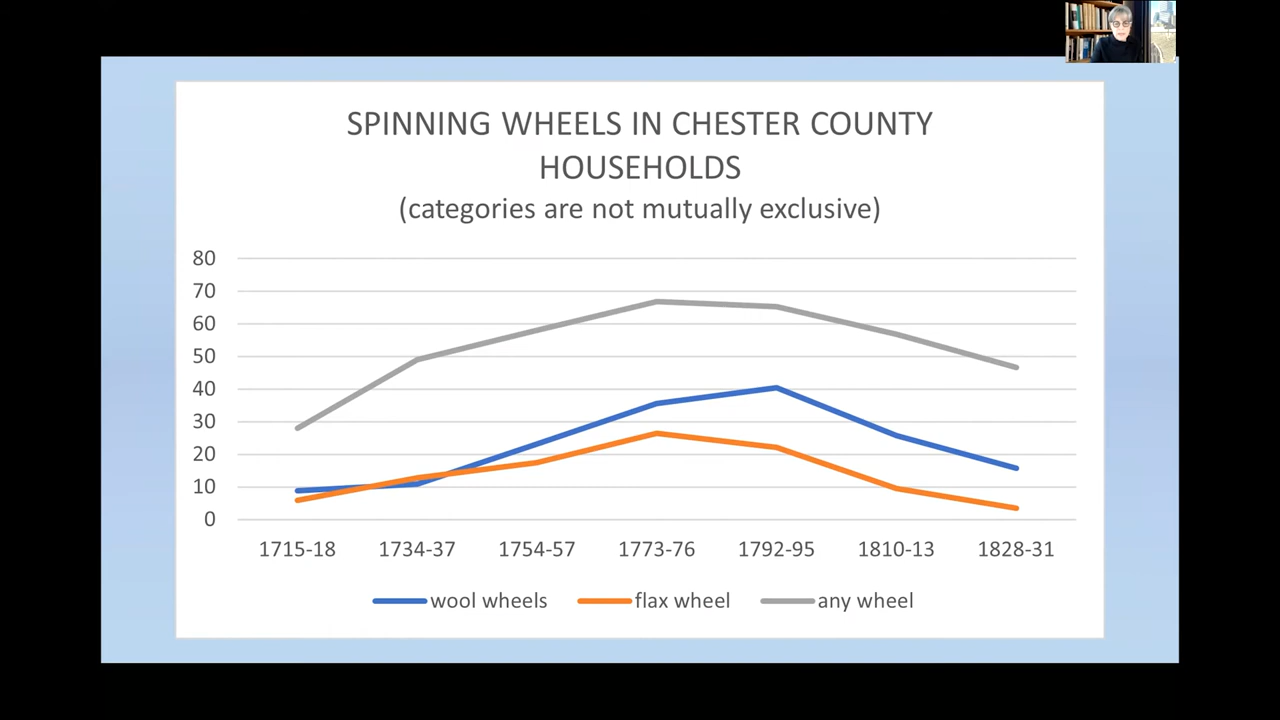 SPINNING WHEELS IN CHESTER COUNTY
HOUSEHOLDS
(categories are not mutually exclusive)
80
70
60
50
40
30
20
10
0
1715-18 1734-37 1754-57 1773-76 1792-95 1810-13 1828-31
wool wheels flax wheel any wheel